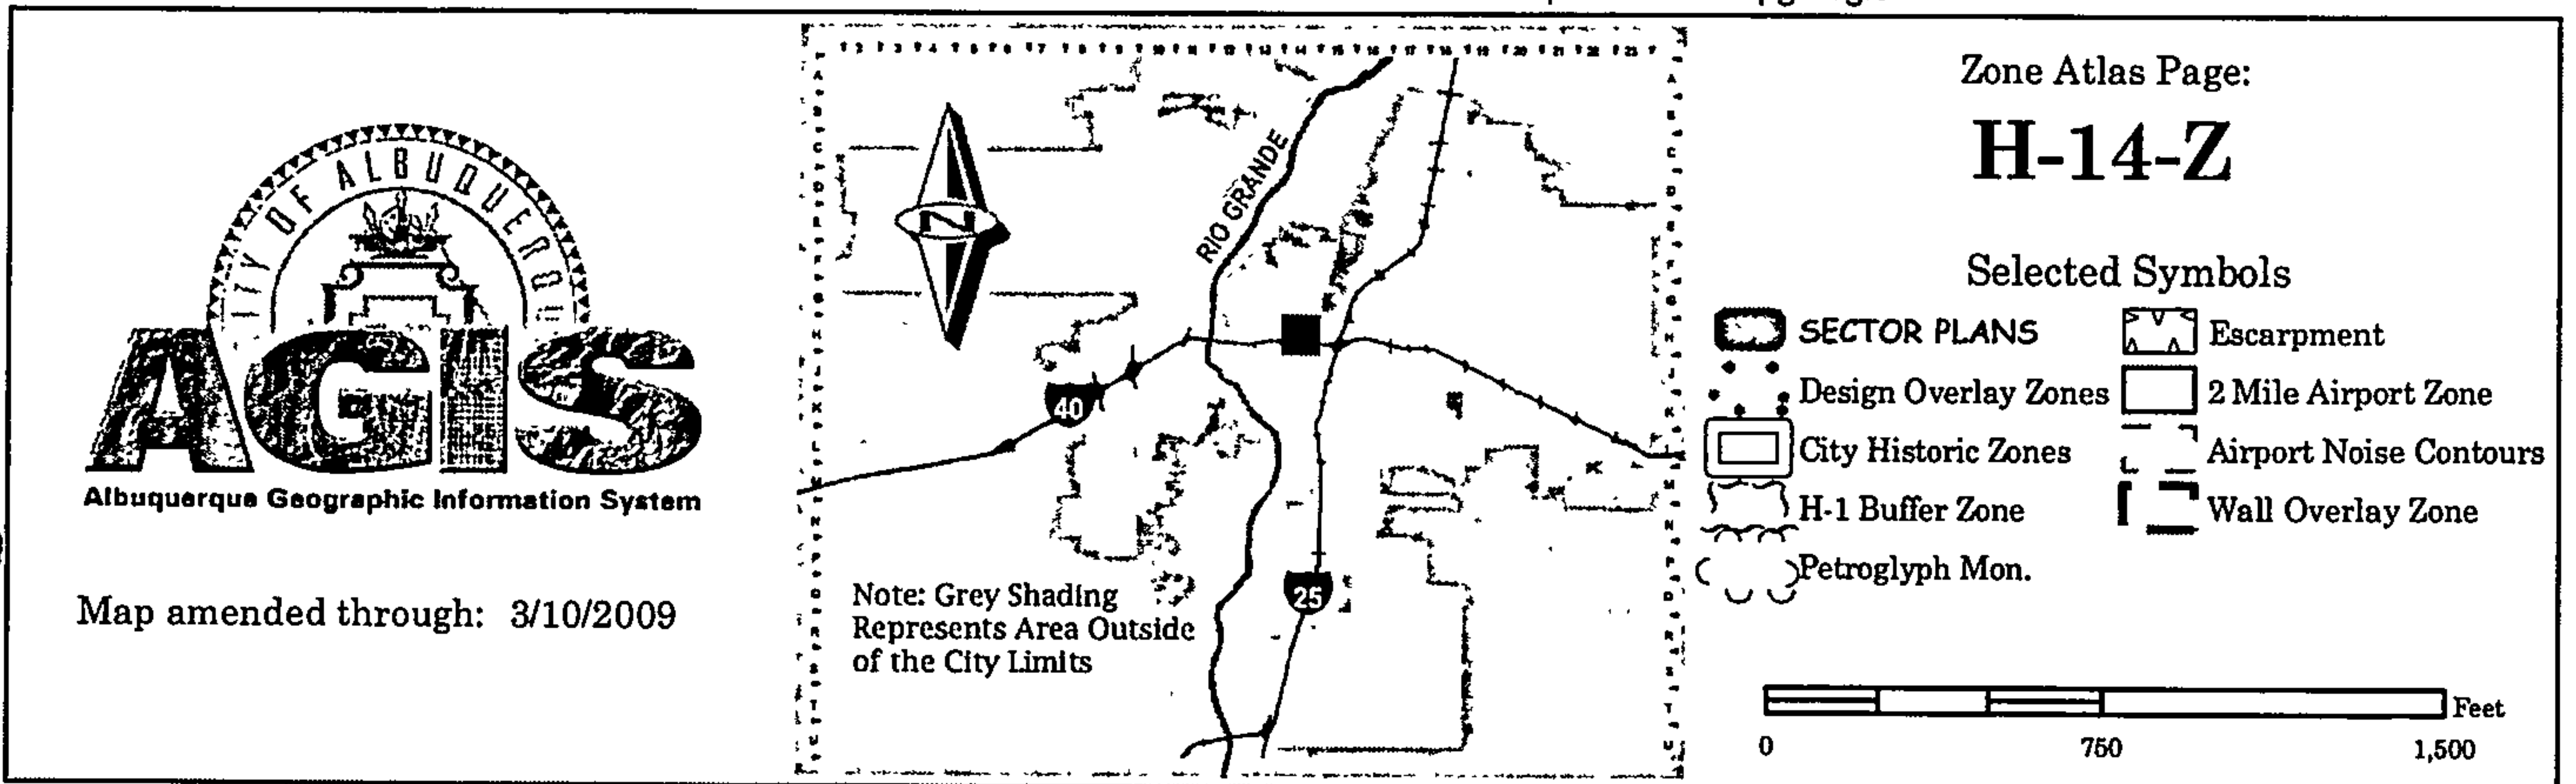 CITY OF ALBUQUERQUE
AGIS
Albuquerque Geographic Information System
Map amended through: 3/10/2009
N
RIO GRANDE
40
25
Note: Grey Shading
Represents Area Outside
of the City Limits
Zone Atlas Page:
H-14-Z
Selected Symbols
SECTOR PLANS
Design Overlay Zones
City Historic Zones
H-1 Buffer Zone
Petroglyph Mon.
Escarpment
2 Mile Airport Zone
Airport Noise Contours
Wall Overlay Zone
Feet
0 750 1,500